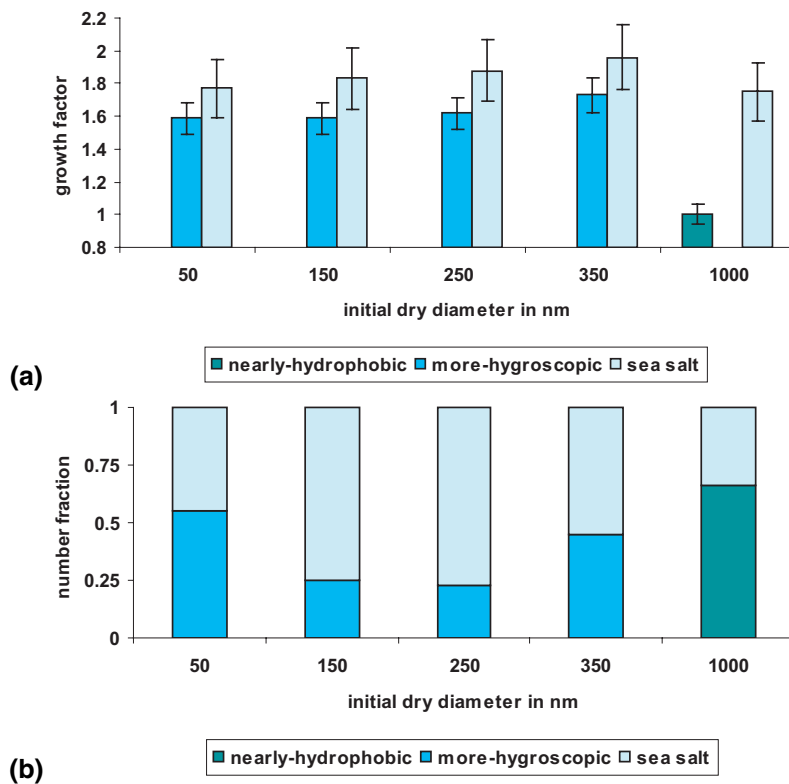 2.2
2
1.8
1.6
1.4
1.2
1
0.8
growth factor
50 150 250 350 1000
initial dry diameter in nm
nearly-hydrophobic more-hygroscopic sea salt
(a)
1
0.75
0.5
0.25
0
number fraction
50 150 250 350 1000
initial dry diameter in nm
nearly-hydrophobic more-hygroscopic sea salt
(b)